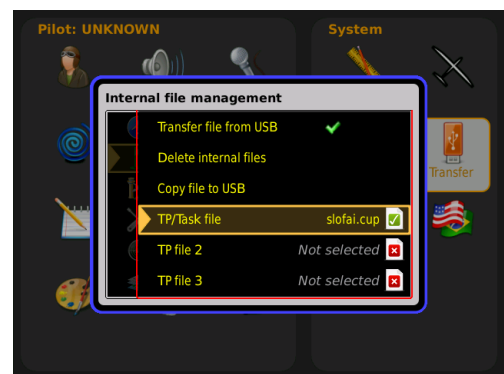 Pilot: UNKNOWN
System
Internal file management
Transfer file from USB
Delete internal files
Copy file to USB
TP/Task file slofai.cup
TP file 2 Not selected
TP file 3 Not selected
Transfer